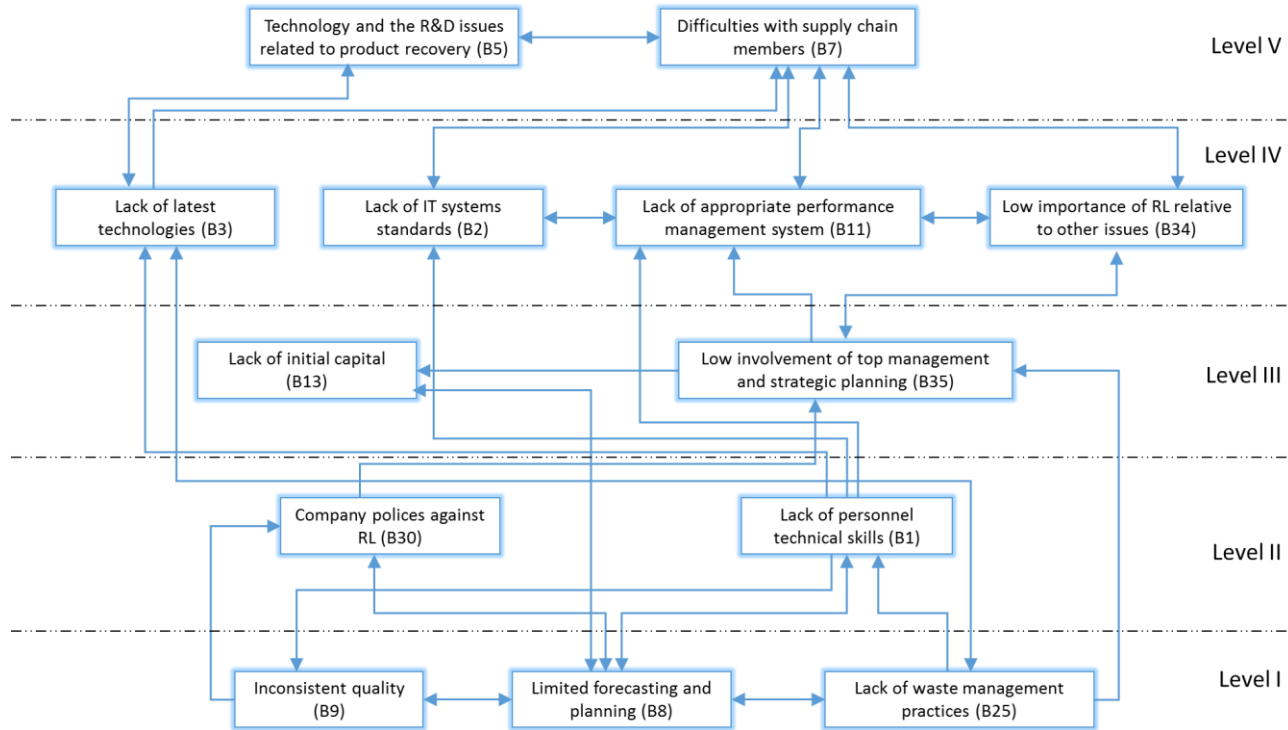 Technology and the R&D issues
related to product recovery (B5)
Difficulties with supply chain
members (B7)
Level V
Level IV
Lack of latest
technologies (B3)
Lack of IT systems
standards (B2)
Lack of appropriate performance
management system (B11)
Low importance of RL relative
to other issues (B34)
Lack of initial capital
(B13)
Low involvement of top management
and strategic planning (B35)
Level III
Company polices against
RL (B30)
Lack of personnel
technical skills (B1)
Level II
Inconsistent quality
(B9)
Limited forecasting and
planning (B8)
Lack of waste management
practices (B25)
Level I